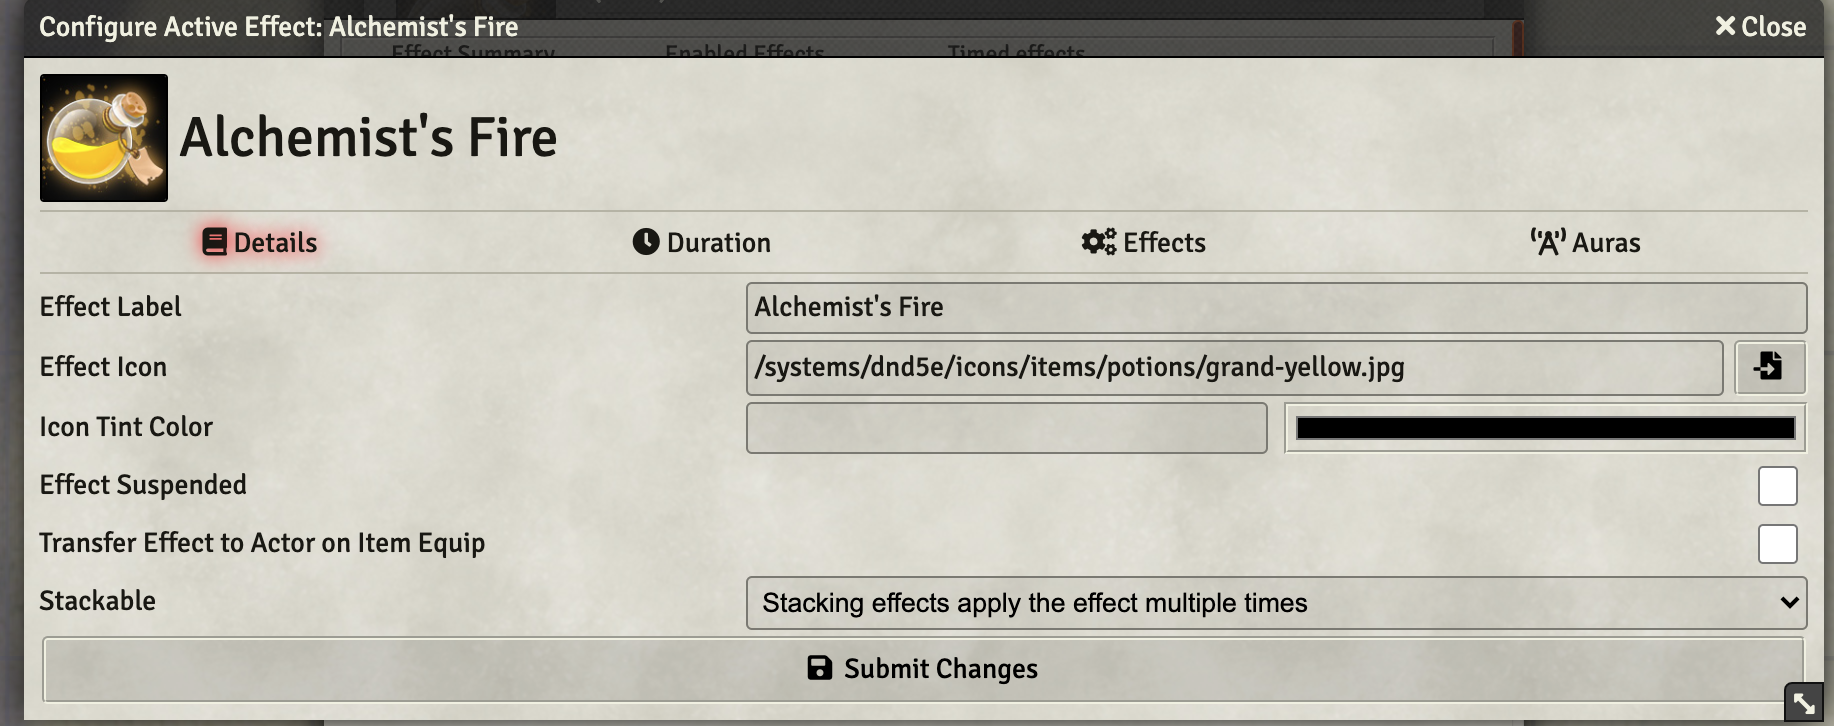 Configure Active Effect: Alchemist's Fire
Close
Effect Summary
Enabled Effects
Timed effects
Alchemist's Fire
Details
Duration
Effects
Auras
Effect Label
Alchemist's Fire
Effect Icon
/systems/dnd5e/icons/items/potions/grand-yellow.jpg
Icon Tint Color
Effect Suspended
Transfer Effect to Actor on Item Equip
Stackable
Stacking effects apply the effect multiple times
Submit Changes